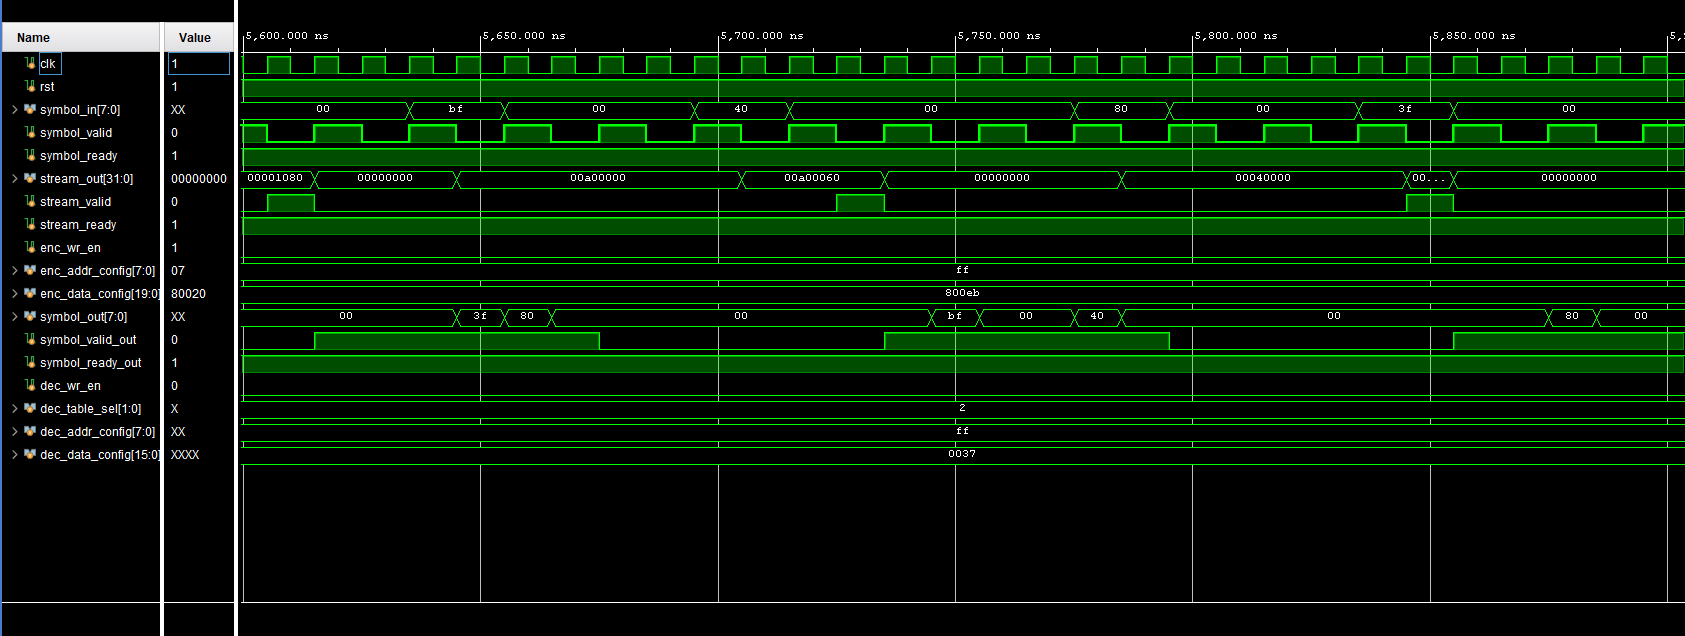 Name Value 5,600.000 ns 5,650.000 ns 5,700.000 ns 5,750.000 ns 5,800.000 ns 5,850.000 ns
clk 1
rst 1
symbol_in[7:0] XX 00 bf 00 40 00 80 00 3f 00
symbol_valid 0
symbol_ready 1
stream_out[31:0] 00000000 00001080 00060000 00a00000 00a00060 00000000 00040000 00... 00000000
stream_valid 0
stream_ready 1
enc_wr_en 1
enc_addr_config[7:0] 07 ff
enc_data_config[19:0] 80020 800eb
symbol_out[7:0] XX 00 3f 80 00 bf 00 40 00 80 00
symbol_valid_out 0
symbol_ready_out 1
dec_wr_en 0
dec_table_sel[1:0] X 2
dec_addr_config[7:0] XX ff
dec_data_config[15:0] XXXX 0037